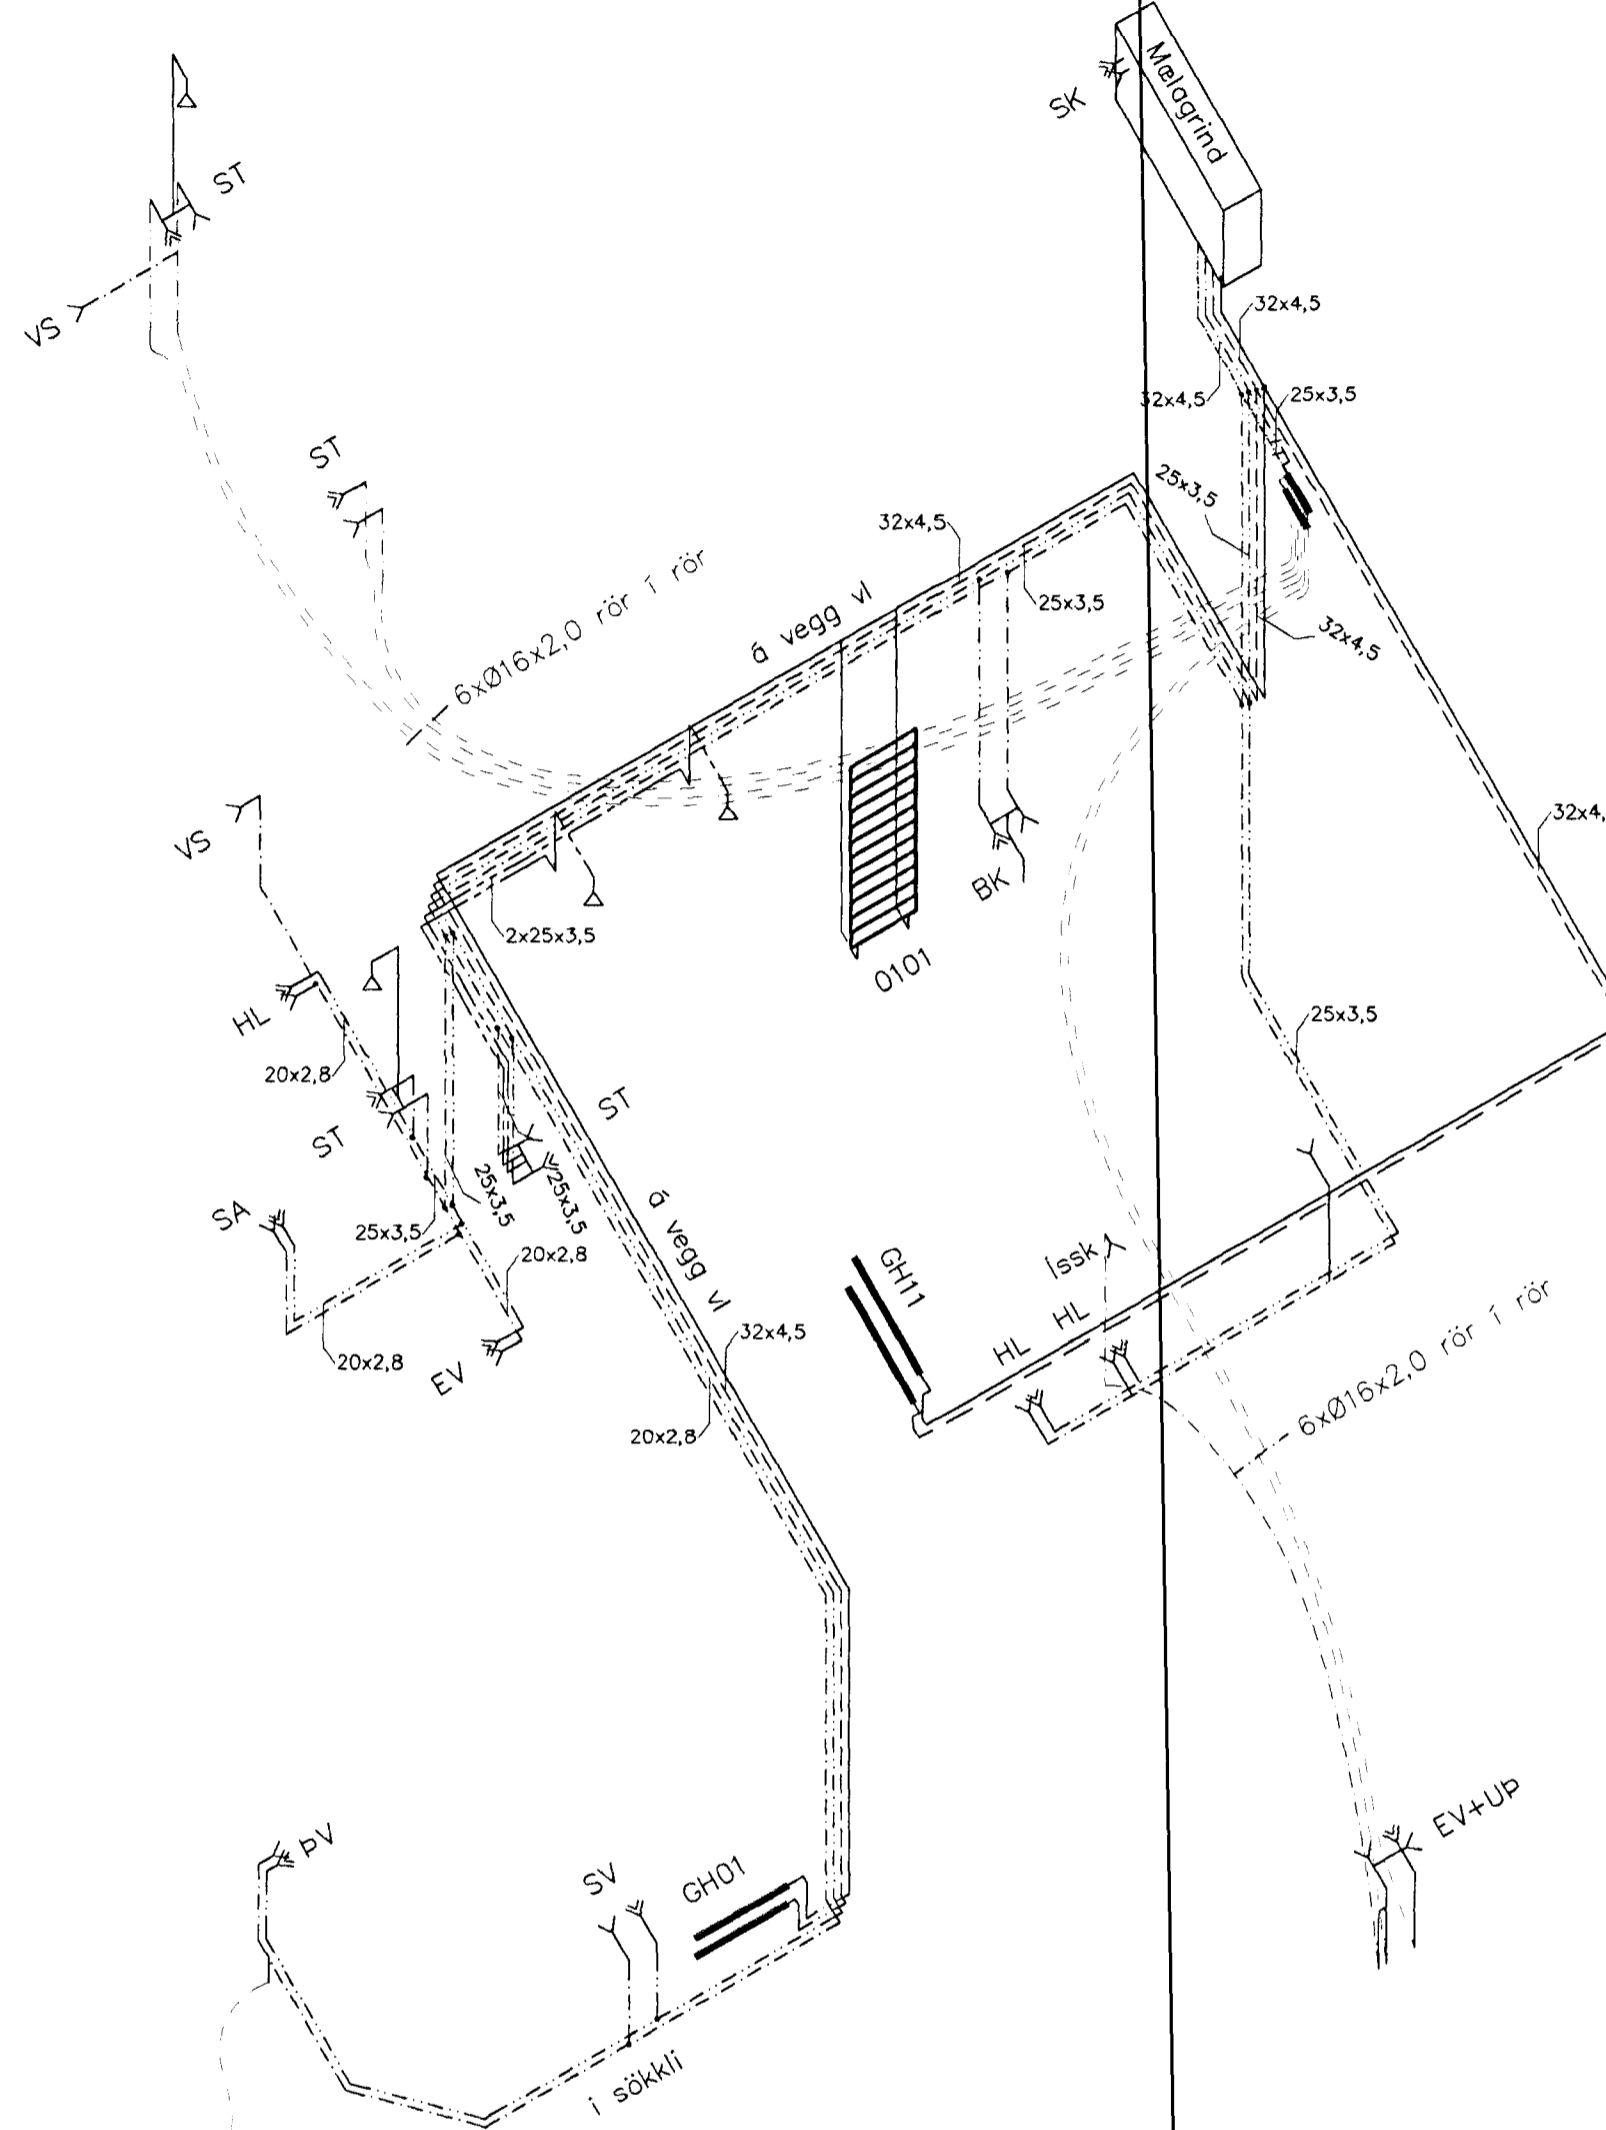 Mælagrind
SK
ST
VS
32x4,5
32x4,5
25x3,5
ST
25x3,5
32x4,5
6xØ16x2,0 rör í rör
á vegg vl
25x3,5
32x4,5
VS
32x4,
BK
2x25x3,5
0101
HL
25x3,5
20x2,8
ST
ST
25x3,5
25x3,5
SA
25x3,5
á vegg vl
20x2,8
GH11
Íssk
HL
HL
32x4,5
20x2,8
EV
20x2,8
6xØ16x2,0 rör í rör
EV+UÞ
ÞV
SV
GH01
í sökkli